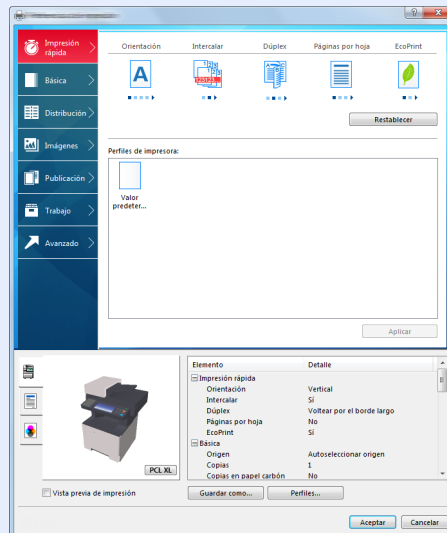 Impresión
rápida
Básica
Distribución
Imágenes
Publicación
Trabajo
Avanzado
Orientación Intercalar Dúplex Páginas por hoja EcoPrint
A
Restablecer
Perfiles de impresora:
Valor
predeter...
Aplicar
Elemento Detalle
Impresión rápida
Orientación Vertical
Intercalar Sí
Dúplex Voltear por el borde largo
Páginas por hoja No
EcoPrint Sí
Básica
Origen Autoseleccionar origen
Copias 1
Copias en papel carbón No
PCL XL
Vista previa de impresión
Guardar como... Perfiles...
Aceptar Cancelar